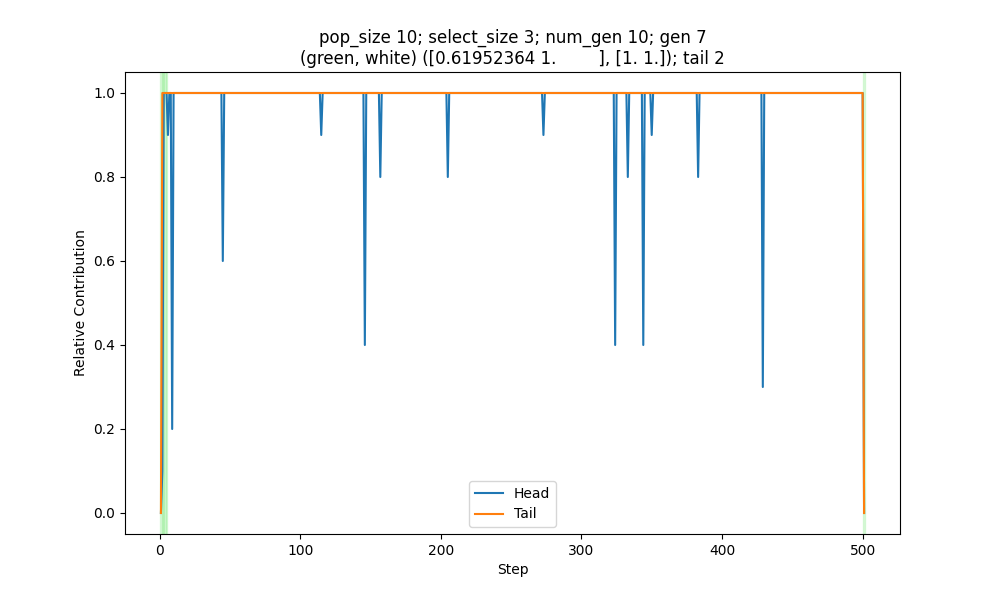 pop_size 10; select_size 3; num_gen 10; gen 7
(green, white) ([0.61952364 1.        ], [1. 1.]); tail 2
Relative Contribution
1.0
0.8
0.6
0.4
0.2
0.0
Head
Tail
0
100
200
300
400
500
Step